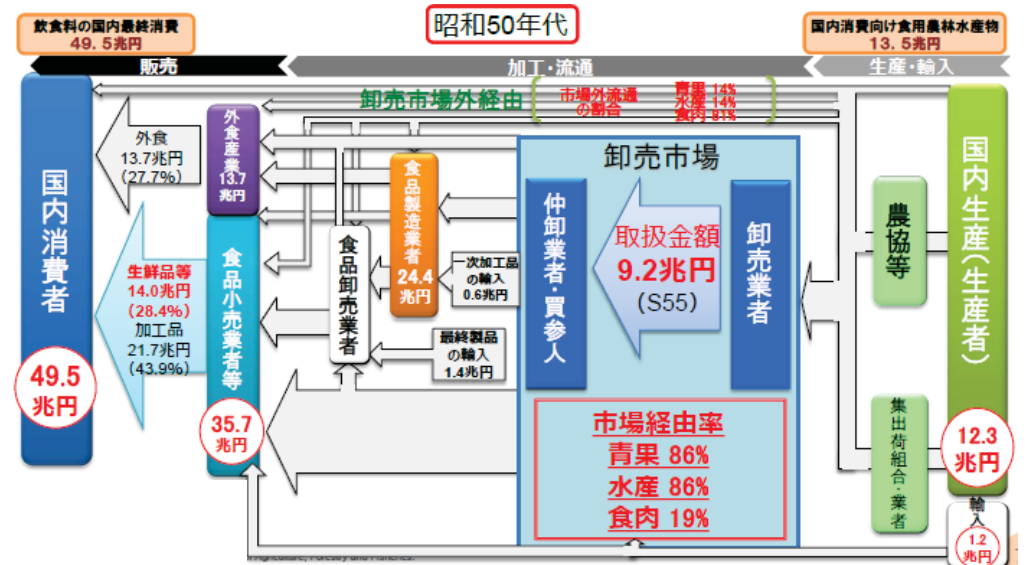 昭和50年代
飲食料の国内最終消費
49.5兆円
国内消費向け食用農林水産物
13.5兆円
販売
加工・流通
生産・輸入
卸売市場外経由
市場外流通
の割合
青果 14%
水産 14%
食肉 81%
国内消費者
49.5
兆円
外食
13.7兆円
(27.7%)
生鮮品等
14.0兆円
(28.4%)
加工品
21.7兆円
(43.9%)
外食産業
13.7
兆円
食品小売業者等
35.7
兆円
食品卸売業者
食品製造業者
24.4
兆円
一次加工品
の輸入
0.6兆円
最終製品
の輸入
1.4兆円
卸売市場
仲卸業者・買参人
取扱金額
9.2兆円
(S55)
卸売業者
市場経由率
青果 86%
水産 86%
食肉 19%
農協等
集出荷組合・業者
国内生産(生産者)
12.3
兆円
輸入
1.2
兆円
Agriculture, Forestry and Fisheries.